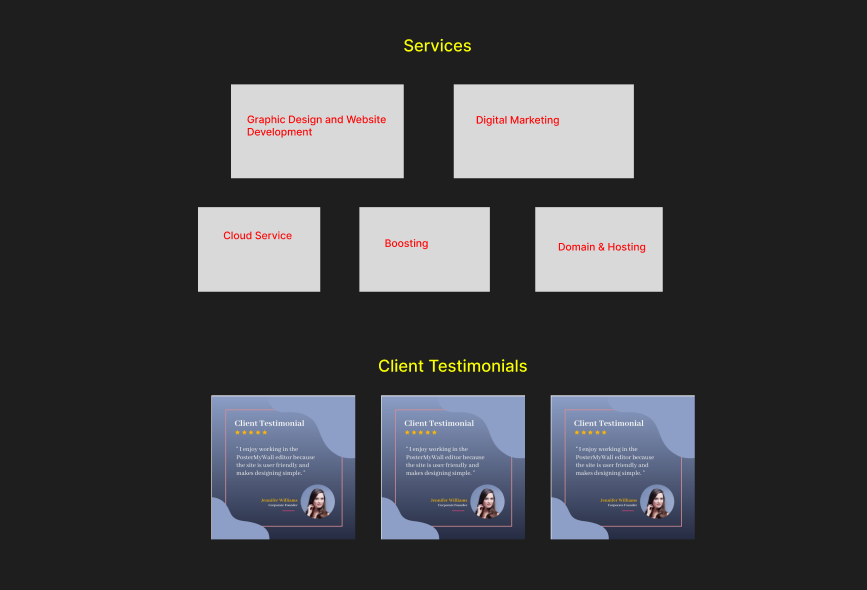 Services
Graphic Design and Website
Development
Digital Marketing
Cloud Service
Boosting
Domain & Hosting
Client Testimonials
Client Testimonial
" I enjoy working in the
PosterMyWall editor because
the site is user friendly and
makes designing simple. "
Jennifer Williams
Corporate Founder
Client Testimonial
" I enjoy working in the
PosterMyWall editor because
the site is user friendly and
makes designing simple. "
Jennifer Williams
Corporate Founder
Client Testimonial
" I enjoy working in the
PosterMyWall editor because
the site is user friendly and
makes designing simple. "
Jennifer Williams
Corporate Founder